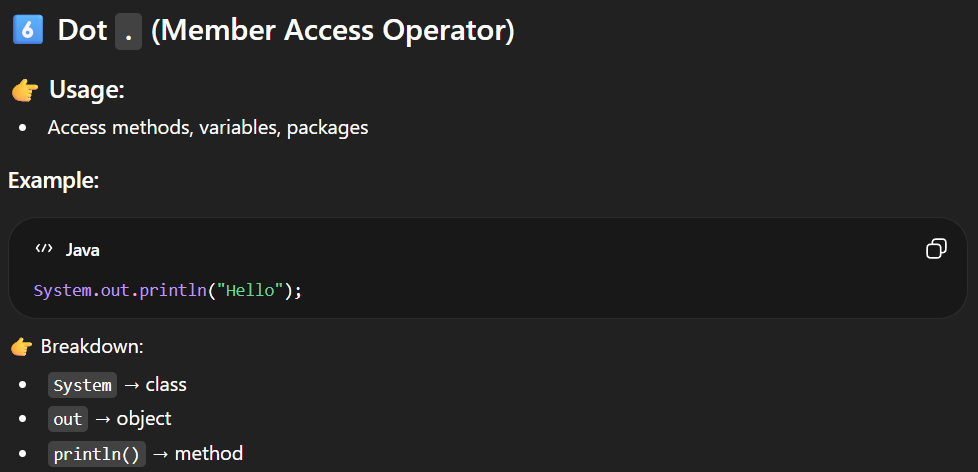 6 Dot . (Member Access Operator)
👉 Usage:
• Access methods, variables, packages
Example:
</> Java
System.out.println("Hello");
👉 Breakdown:
• System → class
• out → object
• println() → method